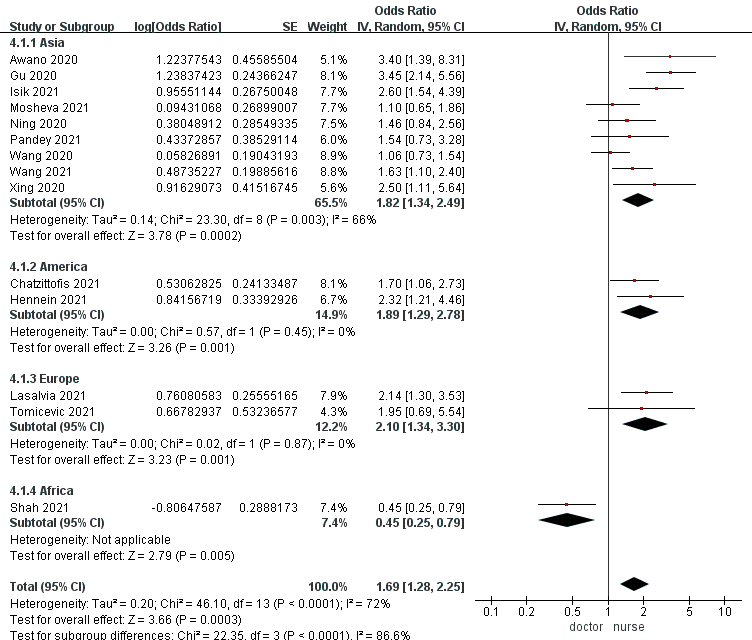 Odds Ratio Odds Ratio
Study or Subgroup log[Odds Ratio] SE Weight IV, Random, 95% CI IV, Random, 95% CI
4.1.1 Asia
Awano 2020 1.22377543 0.45585504 5.1% 3.40 [1.39, 8.31]
Gu 2020 1.23837423 0.24366247 8.1% 3.45 [2.14, 5.56]
Isik 2021 0.95551144 0.26750048 7.7% 2.60 [1.54, 4.39]
Mosheva 2021 0.09431068 0.26899007 7.7% 1.10 [0.65, 1.86]
Ning 2020 0.38048912 0.28549335 7.5% 1.46 [0.84, 2.56]
Pandey 2021 0.43372857 0.38529114 6.0% 1.54 [0.73, 3.28]
Wang 2020 0.05826891 0.19043193 8.9% 1.06 [0.73, 1.54]
Wang 2021 0.48735227 0.19885616 8.8% 1.63 [1.10, 2.40]
Xing 2020 0.91629073 0.41516745 5.6% 2.50 [1.11, 5.64]
Subtotal (95% CI) 65.5% 1.82 [1.34, 2.49]
Heterogeneity: Tau² = 0.14; Chi² = 23.30, df = 8 (P = 0.003); I² = 66%
Test for overall effect: Z = 3.78 (P = 0.0002)
4.1.2 America
Chatzittofis 2021 0.53062825 0.24133487 8.1% 1.70 [1.06, 2.73]
Hennein 2021 0.84156719 0.33392926 6.7% 2.32 [1.21, 4.46]
Subtotal (95% CI) 14.9% 1.89 [1.29, 2.78]
Heterogeneity: Tau² = 0.00; Chi² = 0.57, df = 1 (P = 0.45); I² = 0%
Test for overall effect: Z = 3.26 (P = 0.001)
4.1.3 Europe
Lasalvia 2021 0.76080583 0.25555165 7.9% 2.14 [1.30, 3.53]
Tomicevic 2021 0.66782937 0.53236577 4.3% 1.95 [0.69, 5.54]
Subtotal (95% CI) 12.2% 2.10 [1.34, 3.30]
Heterogeneity: Tau² = 0.00; Chi² = 0.02, df = 1 (P = 0.87); I² = 0%
Test for overall effect: Z = 3.23 (P = 0.001)
4.1.4 Africa
Shah 2021 -0.80647587 0.2888173 7.4% 0.45 [0.25, 0.79]
Subtotal (95% CI) 7.4% 0.45 [0.25, 0.79]
Heterogeneity: Not applicable
Test for overall effect: Z = 2.79 (P = 0.005)
Total (95% CI) 100.0% 1.69 [1.28, 2.25]
Heterogeneity: Tau² = 0.20; Chi² = 46.10, df = 13 (P < 0.0001); I² = 72%
0.1 0.2 0.5 1 2 5 10
Test for overall effect: Z = 3.66 (P = 0.0003)
doctor nurse
Test for subgroup differences: Chi² = 22.35, df = 3 (P < 0.0001), I² = 86.6%